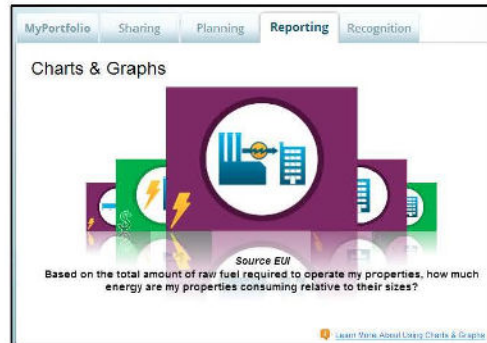 MyPortfolio Sharing Planning Reporting Recognition
Charts & Graphs
Source EUI
Based on the total amount of raw fuel required to operate my properties, how much
energy are my properties consuming relative to their sizes?
Learn More About Using Charts & Graphs